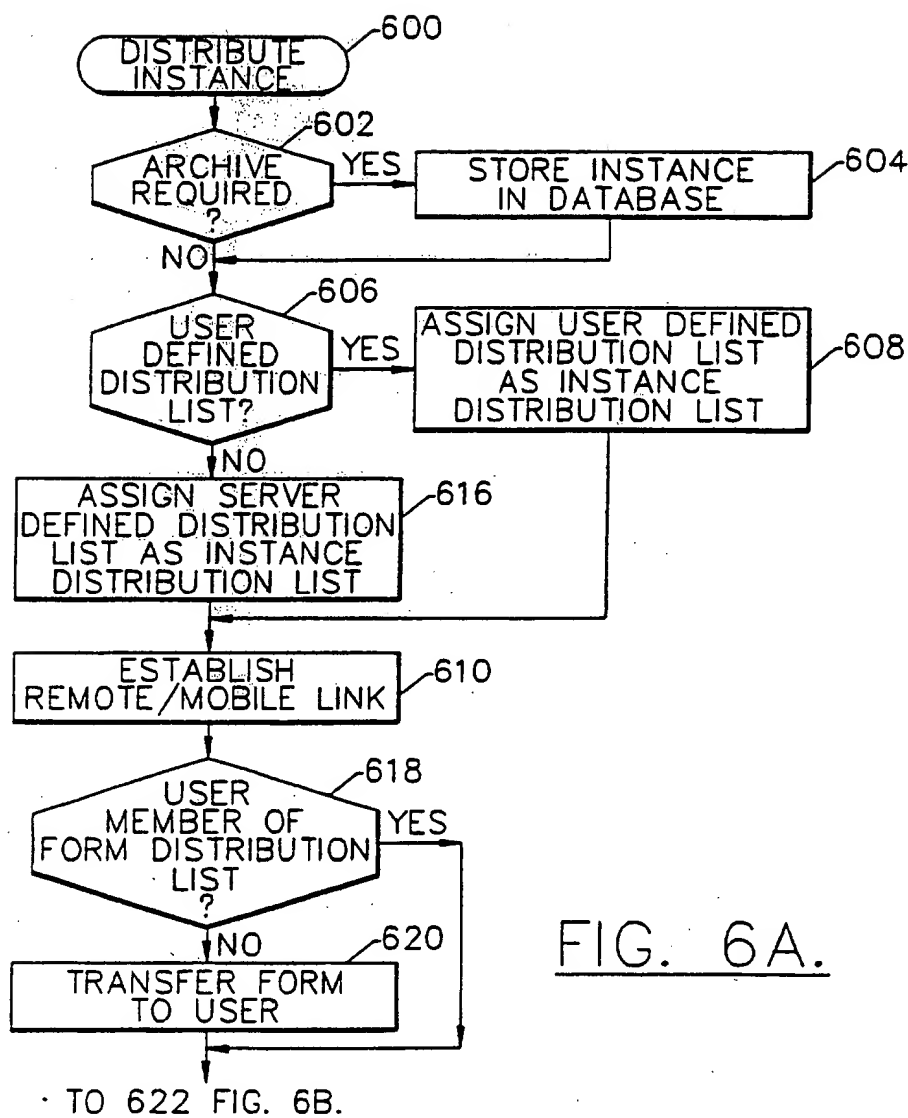 600
DISTRIBUTE
INSTANCE
602
ARCHIVE
REQUIRED
?
YES
STORE INSTANCE
IN DATABASE
604
NO
606
USER
DEFINED
DISTRIBUTION
LIST?
YES
ASSIGN USER DEFINED
DISTRIBUTION LIST
AS INSTANCE
DISTRIBUTION LIST
608
NO
ASSIGN SERVER
DEFINED DISTRIBUTION
LIST AS INSTANCE
DISTRIBUTION LIST
616
ESTABLISH
REMOTE/MOBILE LINK
610
618
USER
MEMBER OF
FORM DISTRIBUTION
LIST
?
YES
NO
620
TRANSFER FORM
TO USER
FIG. 6A.
TO 622 FIG. 6B.